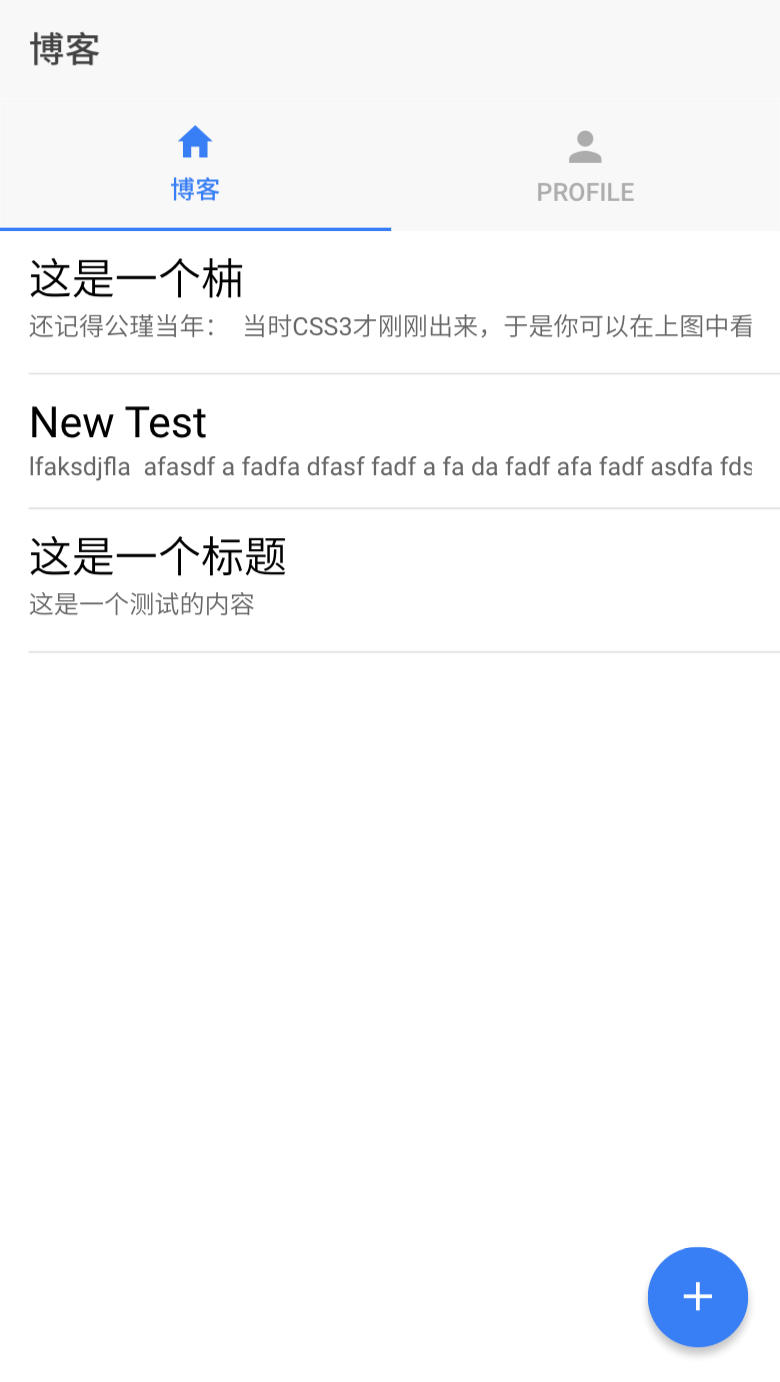 博客
博客
PROFILE
这是一个柟
还记得公瑾当年： 当时CSS3才刚刚出来，于是你可以在上图中看
New Test
lfaksdjfla afasdf a fadfa dfasf fadf a fa da fadf afa fadf asdfa fds
这是一个标题
这是一个测试的内容